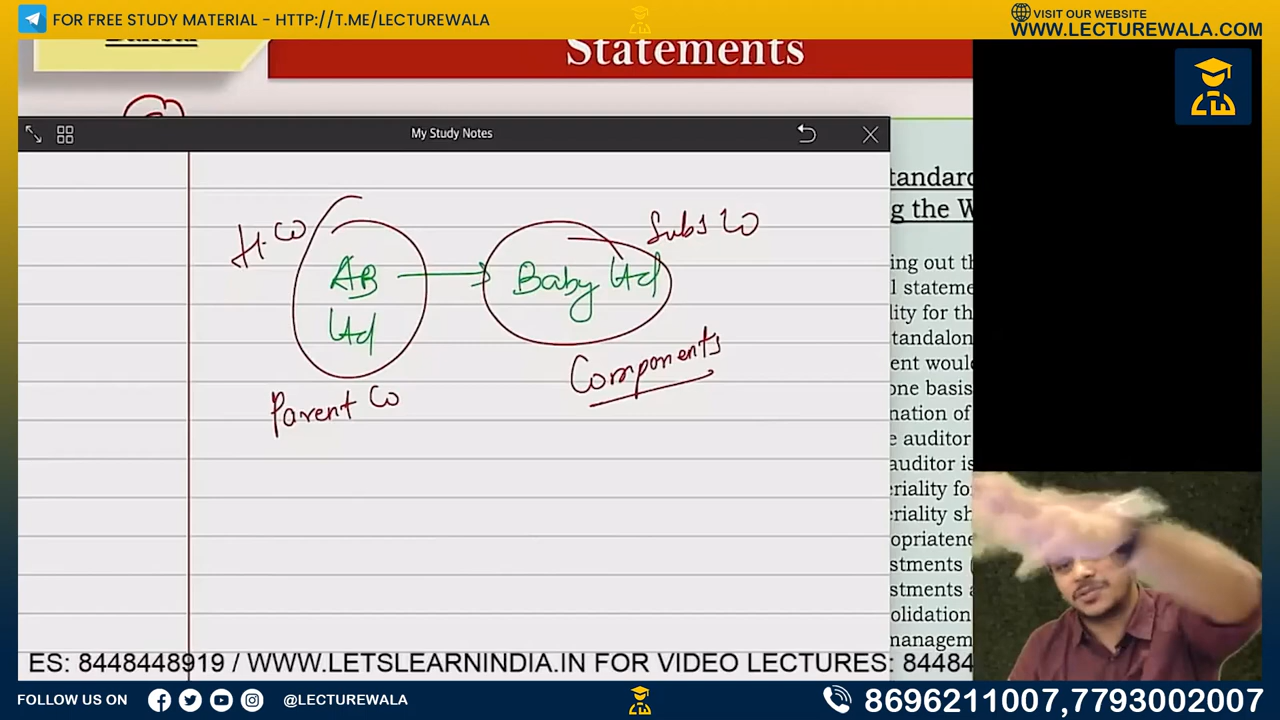 FOR FREE STUDY MATERIAL - HTTP://T.ME/LECTUREWALA
VISIT OUR WEBSITE
WWW.LECTUREWALA.COM
Statements
My Study Notes
H.Co
Subs Co
AB
Ltd
Baby Ltd
Components
Parent Co
tandard
g the W
ing out th
l stateme
lity for th
tandalon
ent would
one basis
nation of
e auditor
auditor is
eriality fo
eriality sh
opriatene
stments (
stments a
olidation
managem
ES: 8448448919 / WWW.LETSLEARNINDIA.IN FOR VIDEO LECTURES: 84484
FOLLOW US ON
@LECTUREWALA
8696211007,7793002007